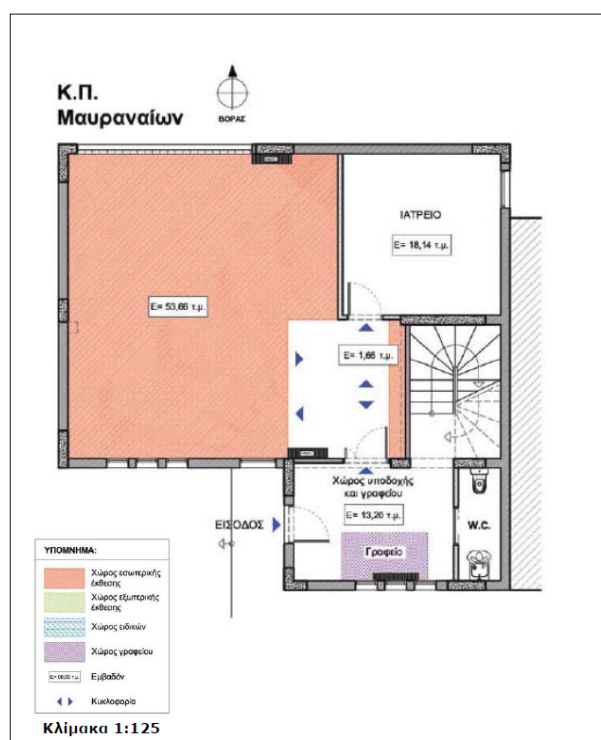 Κ.Π.
Μαυραναίων
ΒΟΡΑΣ
ΙΑΤΡΕΙΟ
Ε= 18,14 τ.μ.
Ε= 53,66 τ.μ.
Ε= 1,66 τ.μ.
Χώρος υποδοχής
και γραφείου
Ε= 13,20 τ.μ.
ΕΙΣΟΔΟΣ
W.C.
Γραφείο
ΥΠΟΜΝΗΜΑ:
Χώρος εσωτερικής
έκθεσης
Χώρος εξωτερικής
έκθεσης
Χώρος ειδικών
Χώρος γραφείου
Εμβαδόν
Κυκλοφορία
Κλίμακα 1:125